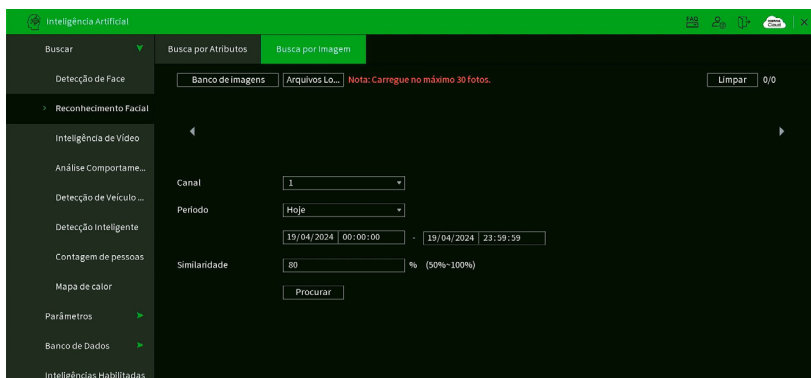 Inteligência Artificial
FAQ
Cloud
Buscar
Detecção de Face
Reconhecimento Facial
Inteligência de Vídeo
Análise Comportame...
Detecção de Veículo ...
Detecção Inteligente
Contagem de pessoas
Mapa de calor
Parâmetros
Banco de Dados
Inteligências Habilitadas
Busca por Atributos
Busca por Imagem
Banco de imagens
Arquivos Lo...
Nota: Carregue no máximo 30 fotos.
Limpar
0/0
Canal
1
Período
Hoje
19/04/2024 00:00:00 - 19/04/2024 23:59:59
Similaridade
80 % (50%~100%)
Procurar